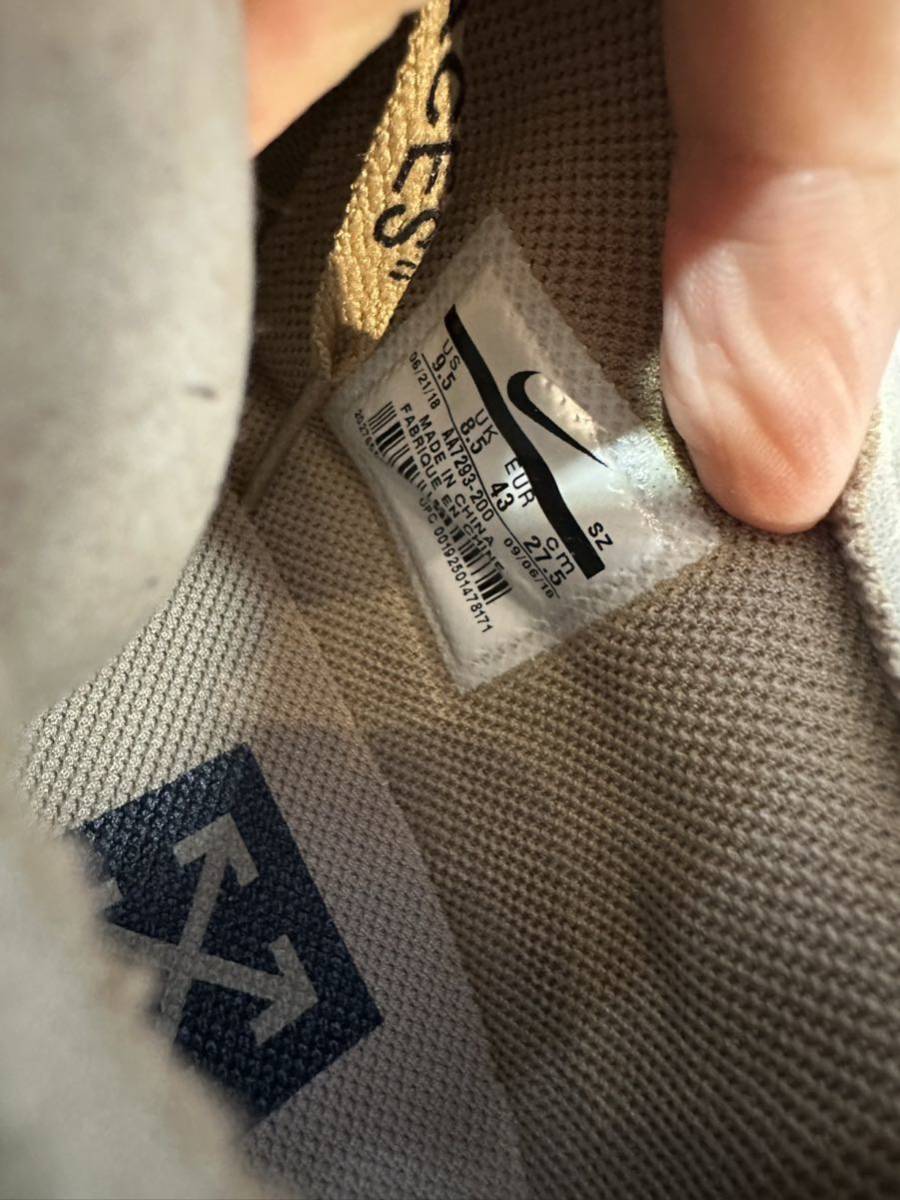 CES"
US UK EUR cm SZ
9.5 8.5 43 27.5
06/21/18 AA7293-200 09/06/18
MADE IN CHINA
FABRIQUE EN CHINE
UPC 00192501478171